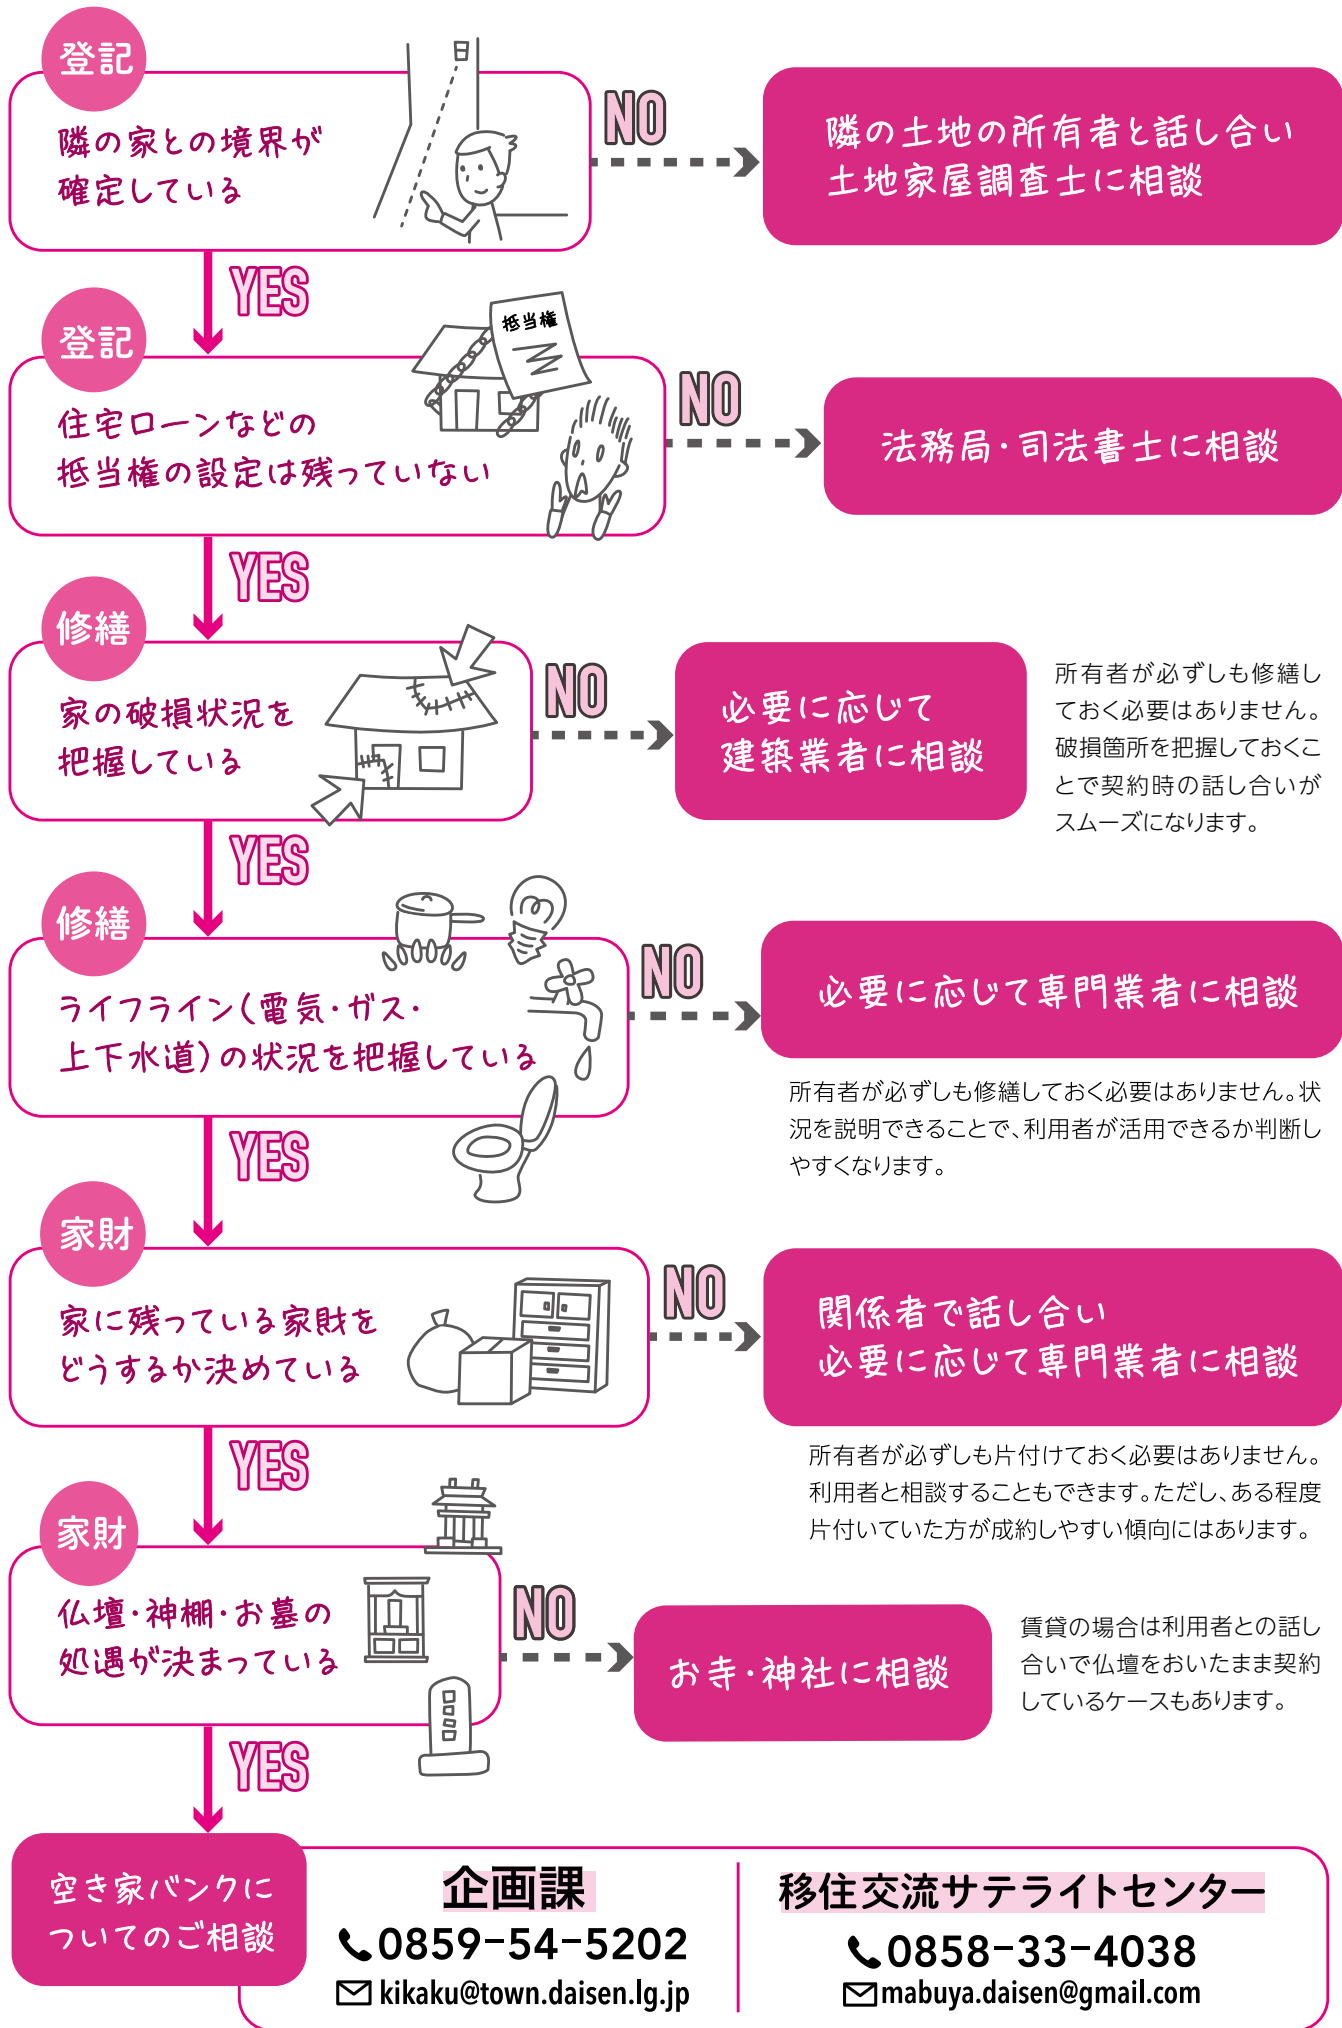 登記
隣の家との境界が
確定している
NO
隣の土地の所有者と話し合い
土地家屋調査士に相談
YES
登記
抵当権
住宅ローンなどの
抵当権の設定は残っていない
NO
法務局・司法書士に相談
YES
修繕
家の破損状況を
把握している
NO
必要に応じて
建築業者に相談
所有者が必ずしも修繕し
ておく必要はありません。
破損箇所を把握しておくこ
とで契約時の話し合いが
スムーズになります。
YES
修繕
ライフライン(電気・ガス・
上下水道)の状況を把握している
NO
必要に応じて専門業者に相談
所有者が必ずしも修繕しておく必要はありません。状
況を説明できることで、利用者が活用できるか判断し
やすくなります。
YES
家財
家に残っている家財を
どうするか決めている
NO
関係者で話し合い
必要に応じて専門業者に相談
所有者が必ずしも片付けておく必要はありません。
利用者と相談することもできます。ただし、ある程度
片付いていた方が成約しやすい傾向にはあります。
YES
家財
仏壇・神棚・お墓の
処遇が決まっている
NO
お寺・神社に相談
賃貸の場合は利用者との話し
合いで仏壇をおいたまま契約
しているケースもあります。
YES
空き家バンクに
ついてのご相談
企画課
0859-54-5202
kikaku@town.daisen.lg.jp
移住交流サテライトセンター
0858-33-4038
mabuya.daisen@gmail.com